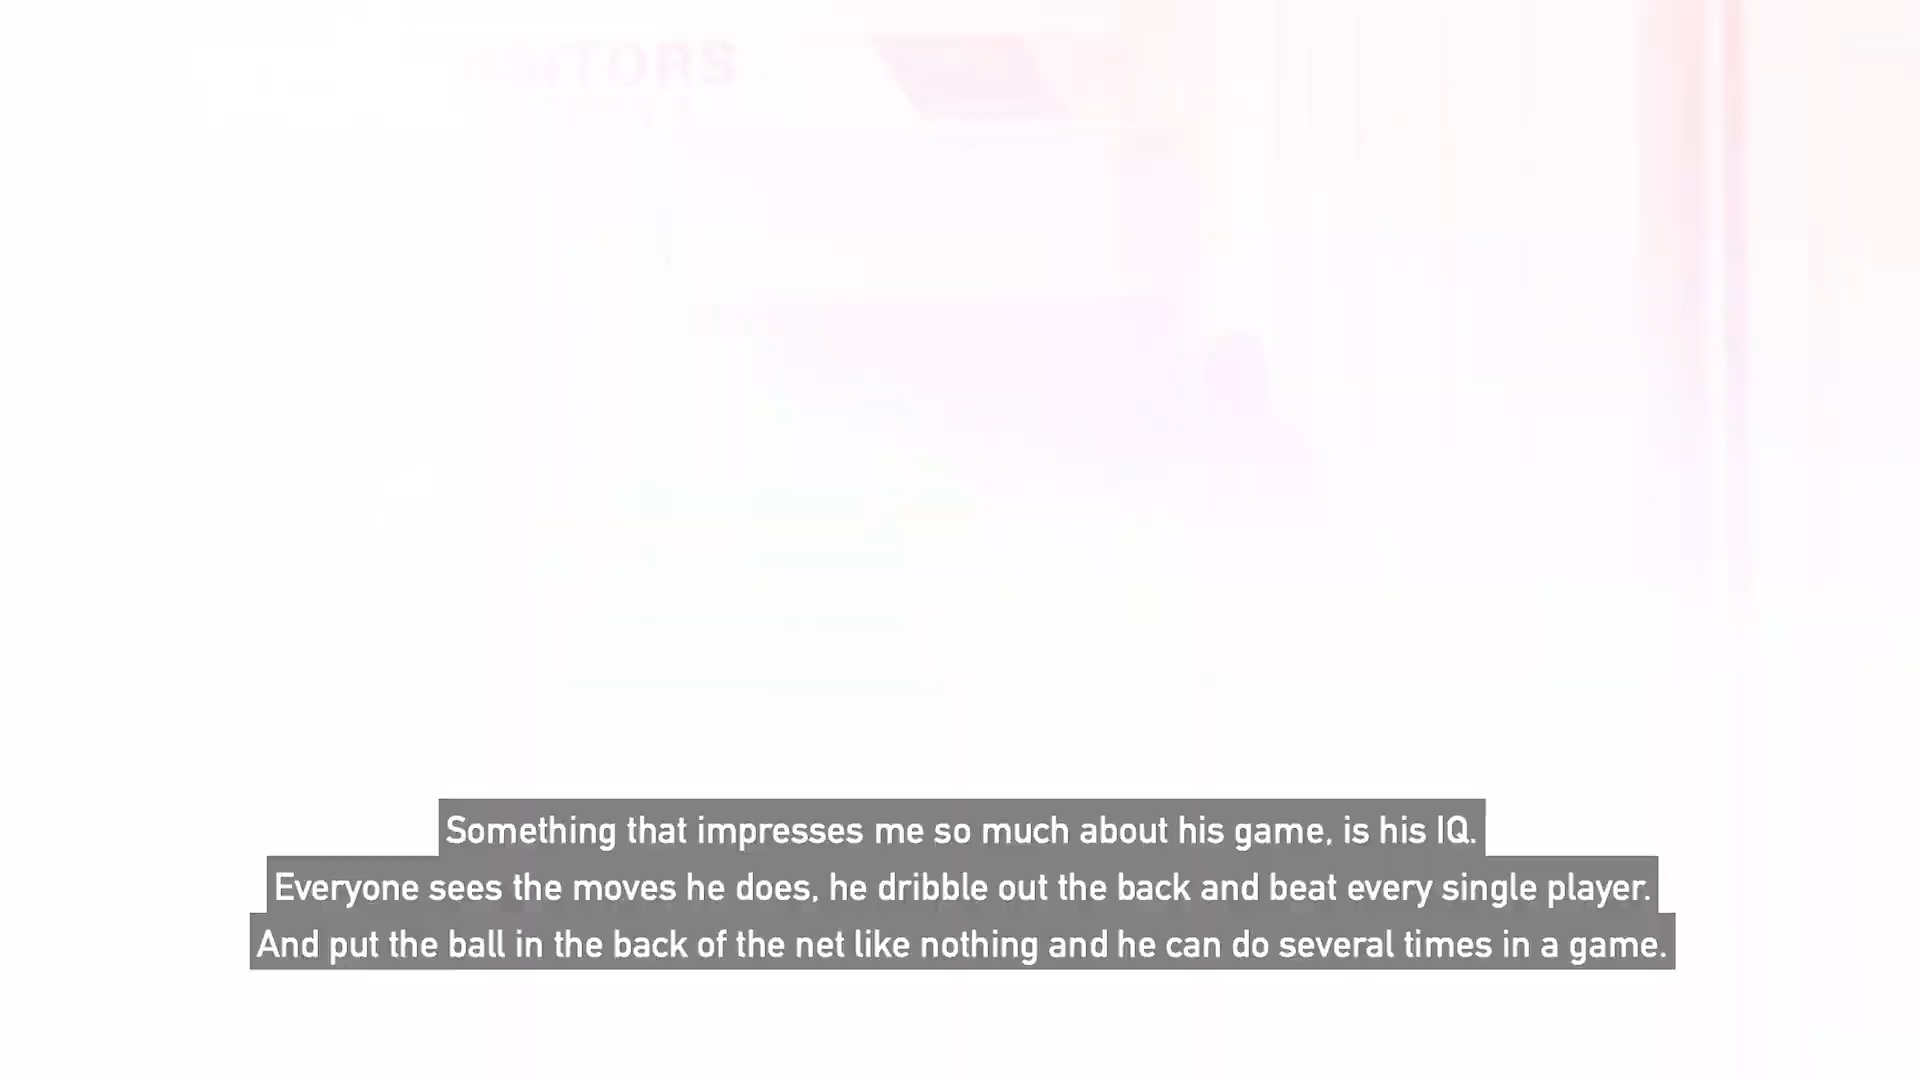 Something that impresses me so much about his game, is his IQ.
Everyone sees the moves he does, he dribble out the back and beat every single player.
And put the ball in the back of the net like nothing and he can do several times in a game.